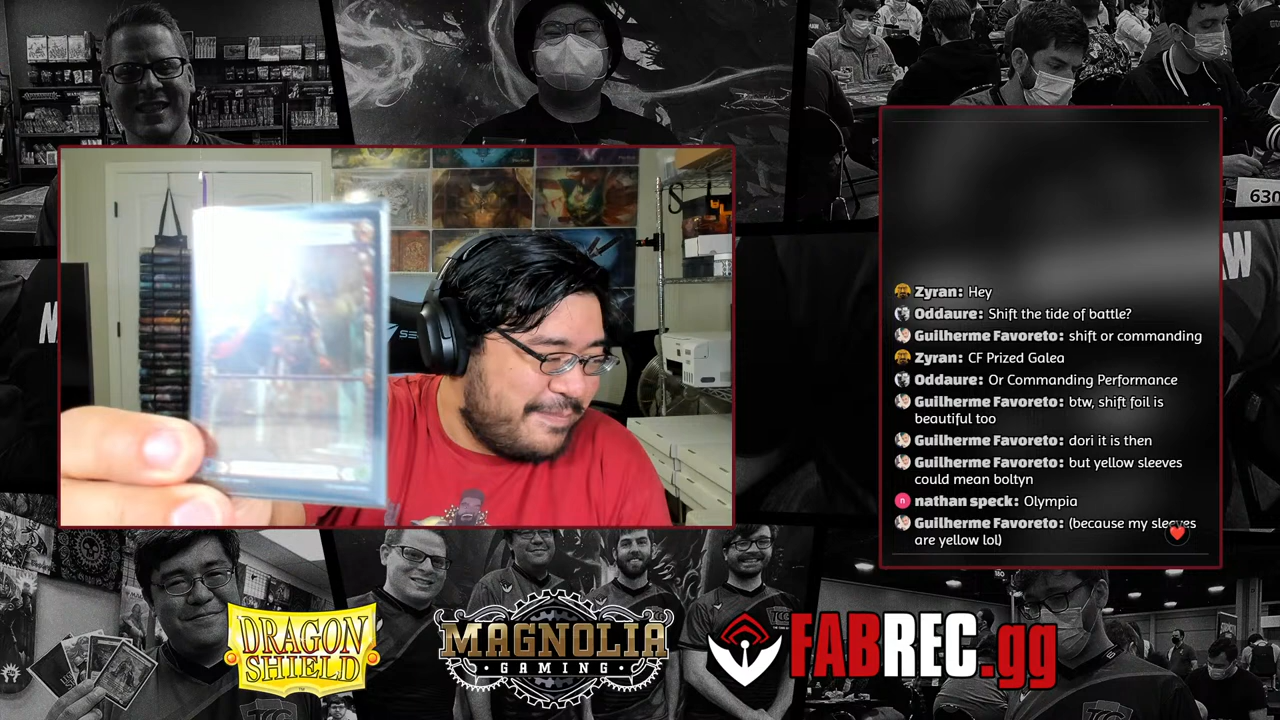 630
Zyran: Hey
Oddaure: Shift the tide of battle?
Guilherme Favoreto: shift or commanding
Zyran: CF Prized Galea
Oddaure: Or Commanding Performance
Guilherme Favoreto: btw, shift foil is
beautiful too
Guilherme Favoreto: dori it is then
Guilherme Favoreto: but yellow sleeves
could mean boltyn
nathan speck: Olympia
Guilherme Favoreto: (because my sleeves
are yellow lol)
DRAGON
SHIELD
MAGNOLIA
GAMING
FABREC.gg